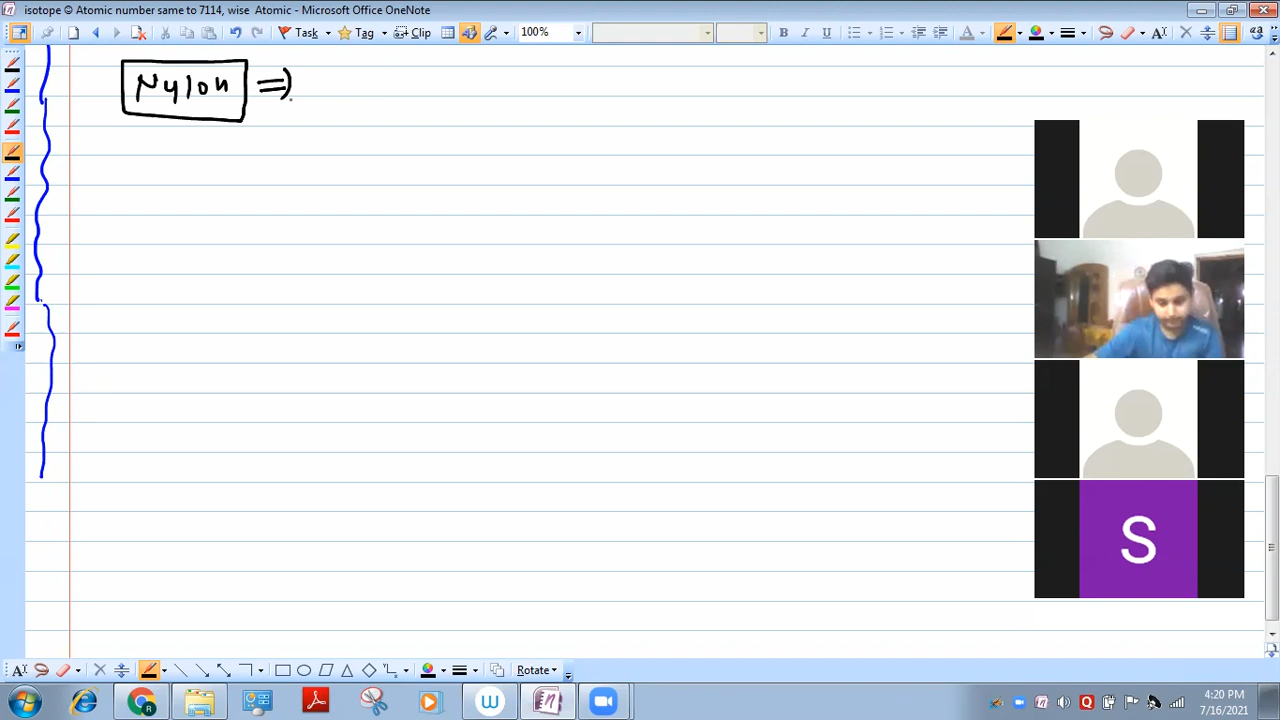 isotope © Atomic number same to 7114, wise Atomic - Microsoft Office OneNote
Task Tag Clip 100% B I U
Nylon ⇒
S
Rotate
4:20 PM
7/16/2021